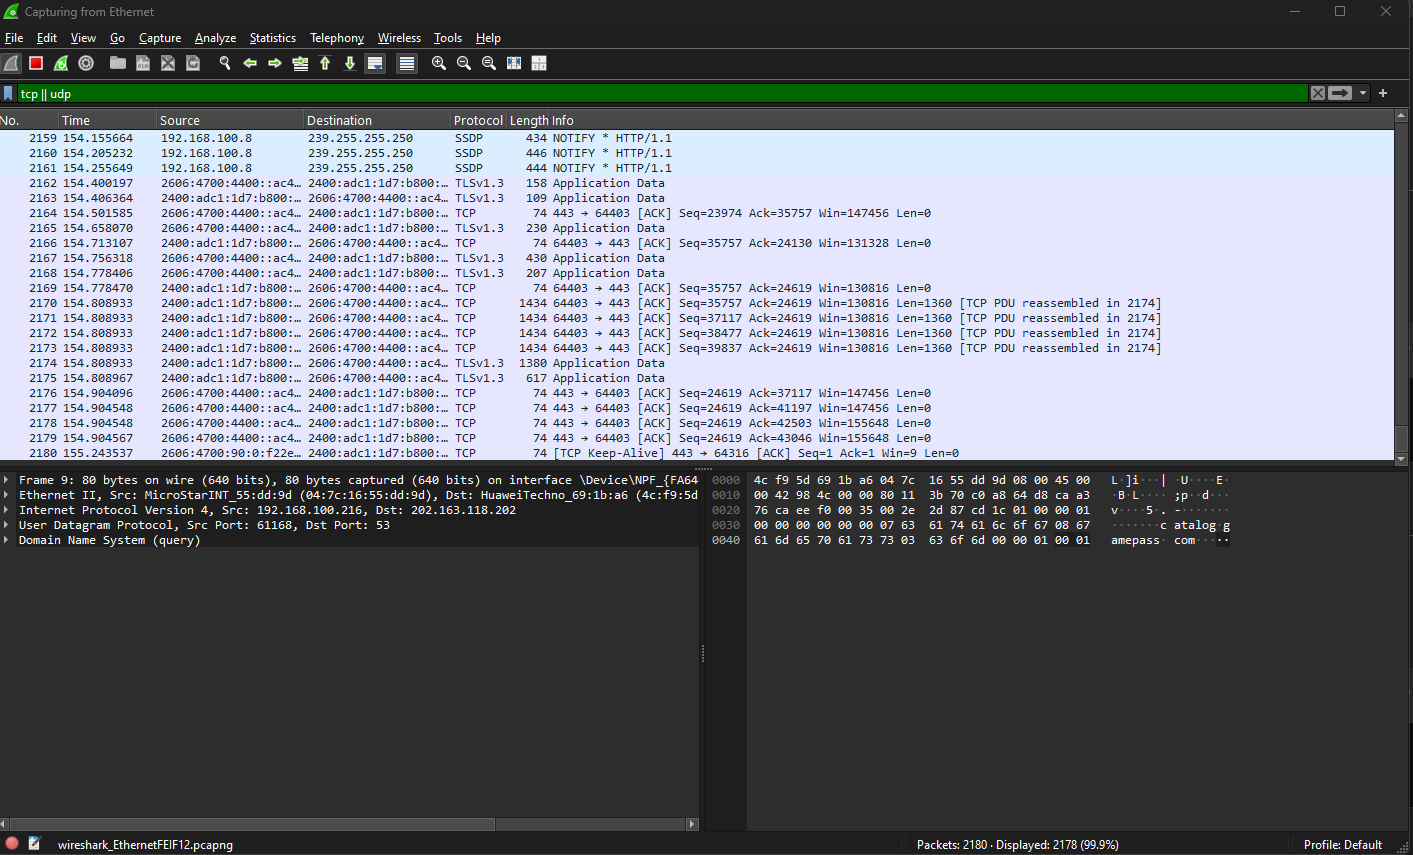 Capturing from Ethernet
File Edit View Go Capture Analyze Statistics Telephony Wireless Tools Help
tcp || udp
No. Time Source Destination Protocol Length Info
2159 154.155664 192.168.100.8 239.255.255.250 SSDP 434 NOTIFY * HTTP/1.1
2160 154.205232 192.168.100.8 239.255.255.250 SSDP 446 NOTIFY * HTTP/1.1
2161 154.255649 192.168.100.8 239.255.255.250 SSDP 444 NOTIFY * HTTP/1.1
2162 154.400197 2606:4700:4400::ac4… 2400:adc1:1d7:b800:… TLSv1.3 158 Application Data
2163 154.406364 2400:adc1:1d7:b800:… 2606:4700:4400::ac4… TLSv1.3 109 Application Data
2164 154.501585 2606:4700:4400::ac4… 2400:adc1:1d7:b800:… TCP 74 443 → 64403 [ACK] Seq=23974 Ack=35757 Win=147456 Len=0
2165 154.658070 2606:4700:4400::ac4… 2400:adc1:1d7:b800:… TLSv1.3 230 Application Data
2166 154.713107 2400:adc1:1d7:b800:… 2606:4700:4400::ac4… TCP 74 64403 → 443 [ACK] Seq=35757 Ack=24130 Win=131328 Len=0
2167 154.756318 2606:4700:4400::ac4… 2400:adc1:1d7:b800:… TLSv1.3 430 Application Data
2168 154.778406 2606:4700:4400::ac4… 2400:adc1:1d7:b800:… TLSv1.3 207 Application Data
2169 154.778470 2400:adc1:1d7:b800:… 2606:4700:4400::ac4… TCP 74 64403 → 443 [ACK] Seq=35757 Ack=24619 Win=130816 Len=0
2170 154.808933 2400:adc1:1d7:b800:… 2606:4700:4400::ac4… TCP 1434 64403 → 443 [ACK] Seq=35757 Ack=24619 Win=130816 Len=1360 [TCP PDU reassembled in 2174]
2171 154.808933 2400:adc1:1d7:b800:… 2606:4700:4400::ac4… TCP 1434 64403 → 443 [ACK] Seq=37117 Ack=24619 Win=130816 Len=1360 [TCP PDU reassembled in 2174]
2172 154.808933 2400:adc1:1d7:b800:… 2606:4700:4400::ac4… TCP 1434 64403 → 443 [ACK] Seq=38477 Ack=24619 Win=130816 Len=1360 [TCP PDU reassembled in 2174]
2173 154.808933 2400:adc1:1d7:b800:… 2606:4700:4400::ac4… TCP 1434 64403 → 443 [ACK] Seq=39837 Ack=24619 Win=130816 Len=1360 [TCP PDU reassembled in 2174]
2174 154.808933 2400:adc1:1d7:b800:… 2606:4700:4400::ac4… TLSv1.3 1380 Application Data
2175 154.808967 2400:adc1:1d7:b800:… 2606:4700:4400::ac4… TLSv1.3 617 Application Data
2176 154.904096 2606:4700:4400::ac4… 2400:adc1:1d7:b800:… TCP 74 443 → 64403 [ACK] Seq=24619 Ack=37117 Win=147456 Len=0
2177 154.904548 2606:4700:4400::ac4… 2400:adc1:1d7:b800:… TCP 74 443 → 64403 [ACK] Seq=24619 Ack=41197 Win=147456 Len=0
2178 154.904548 2606:4700:4400::ac4… 2400:adc1:1d7:b800:… TCP 74 443 → 64403 [ACK] Seq=24619 Ack=42503 Win=155648 Len=0
2179 154.904567 2606:4700:4400::ac4… 2400:adc1:1d7:b800:… TCP 74 443 → 64403 [ACK] Seq=24619 Ack=43046 Win=155648 Len=0
2180 155.243537 2606:4700:90:0:f22e… 2400:adc1:1d7:b800:… TCP 74 [TCP Keep-Alive] 443 → 64316 [ACK] Seq=1 Ack=1 Win=9 Len=0
Frame 9: 80 bytes on wire (640 bits), 80 bytes captured (640 bits) on interface \Device\NPF_{FA64
Ethernet II, Src: MicroStarINT_55:dd:9d (04:7c:16:55:dd:9d), Dst: HuaweiTechno_69:1b:a6 (4c:f9:5d
Internet Protocol Version 4, Src: 192.168.100.216, Dst: 202.163.118.202
User Datagram Protocol, Src Port: 61168, Dst Port: 53
Domain Name System (query)
0000 4c f9 5d 69 1b a6 04 7c 16 55 dd 9d 08 00 45 00 L·]i···| ·U····E·
0010 00 42 98 4c 00 00 80 11 3b 70 c0 a8 64 d8 ca a3 ·B·L···· ;p··d···
0020 76 ca ee f0 00 35 00 2e 2d 87 cd 1c 01 00 00 01 v····5·. -·······
0030 00 00 00 00 00 00 07 63 61 74 61 6c 6f 67 08 67 ·······c atalog·g
0040 61 6d 65 70 61 73 73 03 63 6f 6d 00 00 01 00 01 amepass· com·····
wireshark_EthernetFEIF12.pcapng
Packets: 2180 · Displayed: 2178 (99.9%)
Profile: Default